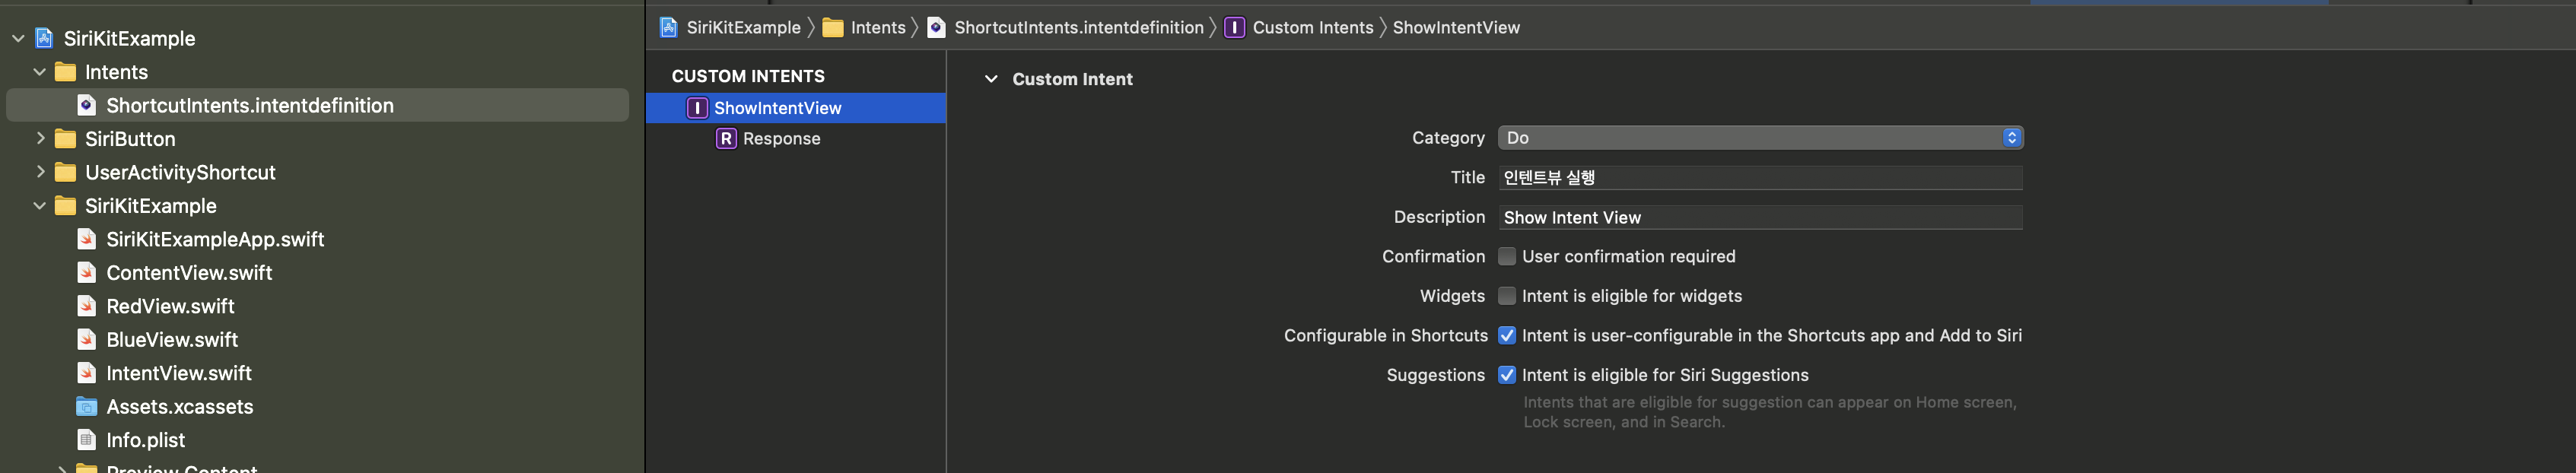 SiriKitExample
Intents
ShortcutIntents.intentdefinition
SiriButton
UserActivityShortcut
SiriKitExample
SiriKitExampleApp.swift
ContentView.swift
RedView.swift
BlueView.swift
IntentView.swift
Assets.xcassets
Info.plist
Preview Content
SiriKitExample Intents ShortcutIntents.intentdefinition I Custom Intents ShowIntentView
CUSTOM INTENTS
I ShowIntentView
R Response
Custom Intent
Category Do
Title 인텐트뷰 실행
Description Show Intent View
Confirmation User confirmation required
Widgets Intent is eligible for widgets
Configurable in Shortcuts Intent is user-configurable in the Shortcuts app and Add to Siri
Suggestions Intent is eligible for Siri Suggestions
Intents that are eligible for suggestion can appear on Home screen,
Lock screen, and in Search.